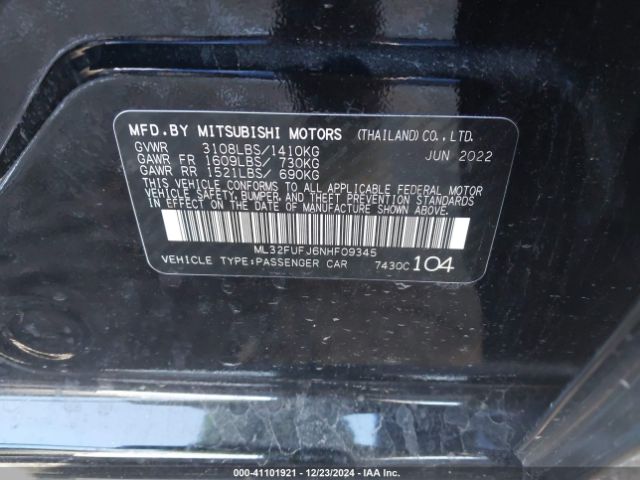 MFD.BY MITSUBISHI MOTORS (THAILAND)CO.,LTD.
GVWR 3108LBS/1410KG JUN 2022
GAWR FR 1609LBS/ 730KG
GAWR RR 1521LBS/ 690KG
THIS VEHICLE CONFORMS TO ALL APPLICABLE FEDERAL MOTOR
VEHICLE SAFETY, BUMPER, AND THEFT PREVENTION STANDARDS
IN EFFECT ON THE DATE OF MANUFACTURE SHOWN ABOVE.
ML32FUFJ6NHF09345
VEHICLE TYPE:PASSENGER CAR 7430C 104
000-41101921 - 12/23/2024 - IAA Inc.